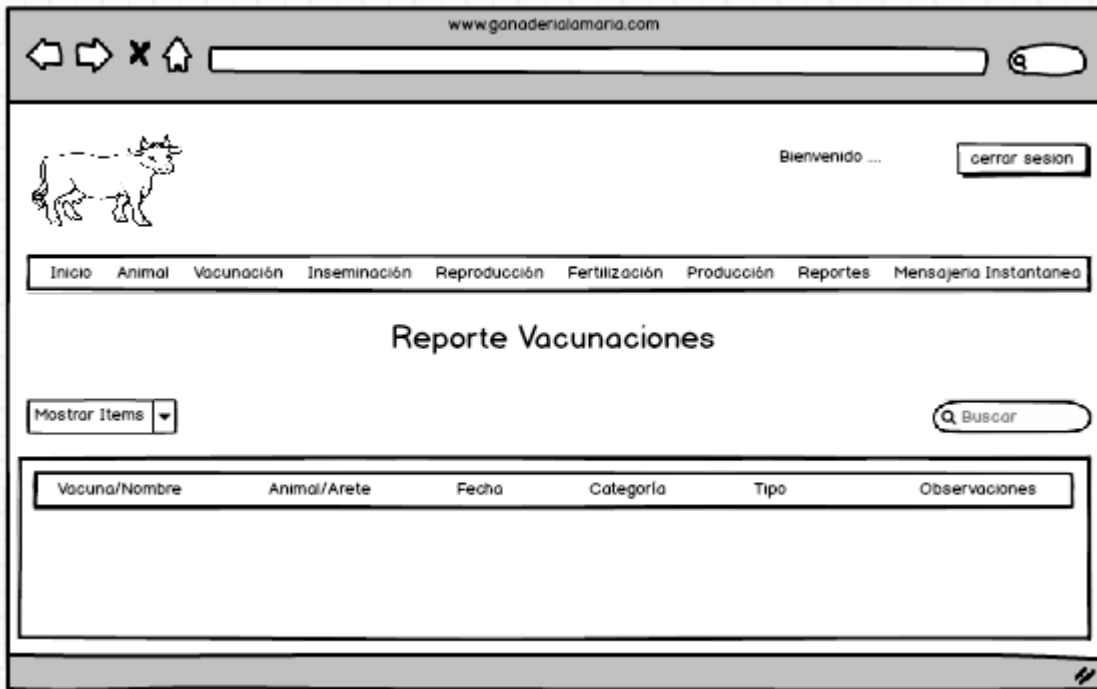 www.ganaderialamaria.com
Bienvenido ...
cerrar sesion
Inicio Animal Vacunación Inseminación Reproducción Fertilización Producción Reportes Mensajeria Instantanea
Reporte Vacunaciones
Mostrar Items
Buscar
Vacuna/Nombre Animal/Arete Fecha Categoría Tipo Observaciones